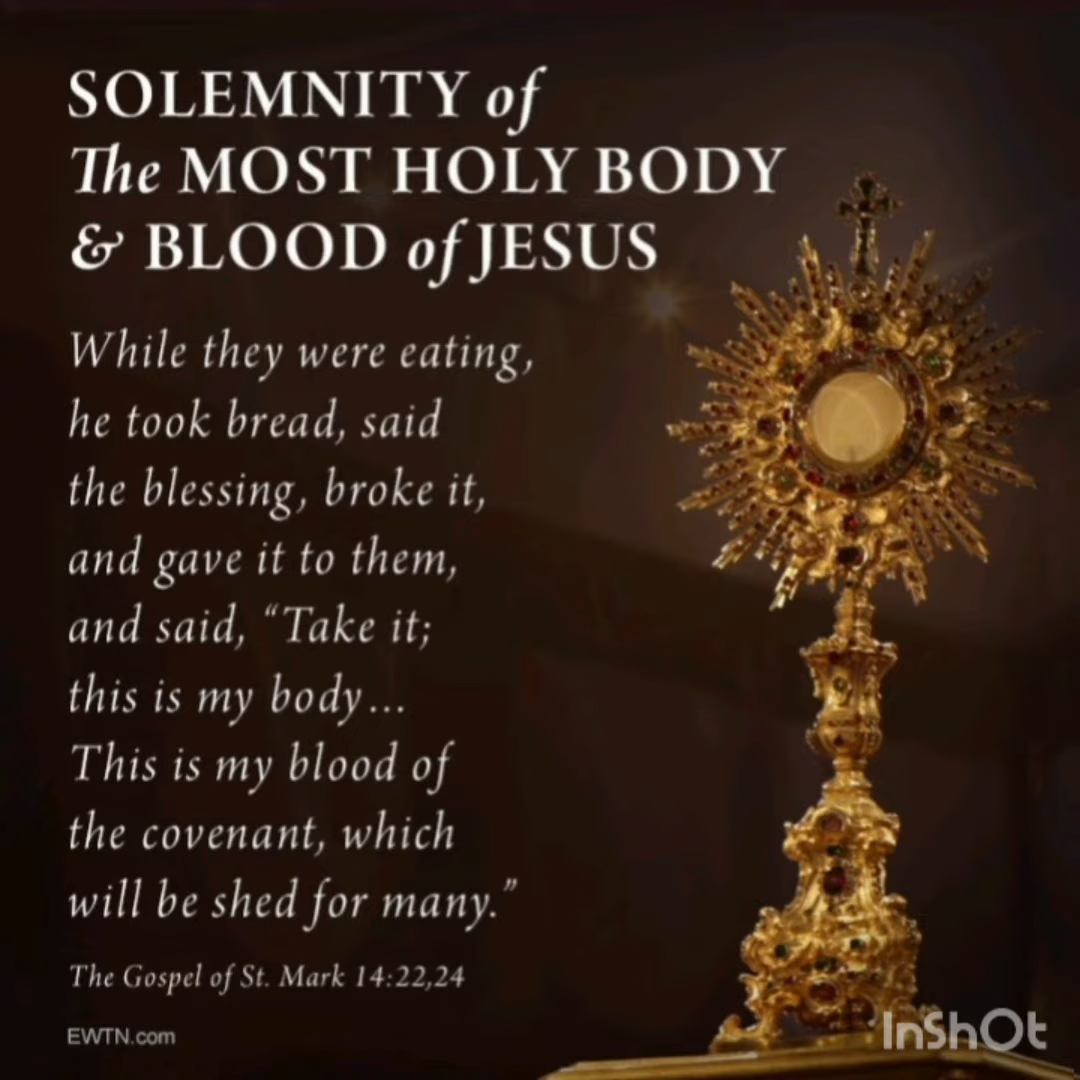 SOLEMNITY of
The MOST HOLY BODY
& BLOOD of JESUS
While they were eating,
he took bread, said
the blessing, broke it,
and gave it to them,
and said, “Take it;
this is my body...
This is my blood of
the covenant, which
will be shed for many.”
The Gospel of St. Mark 14:22,24
EWTN.com
InShOt